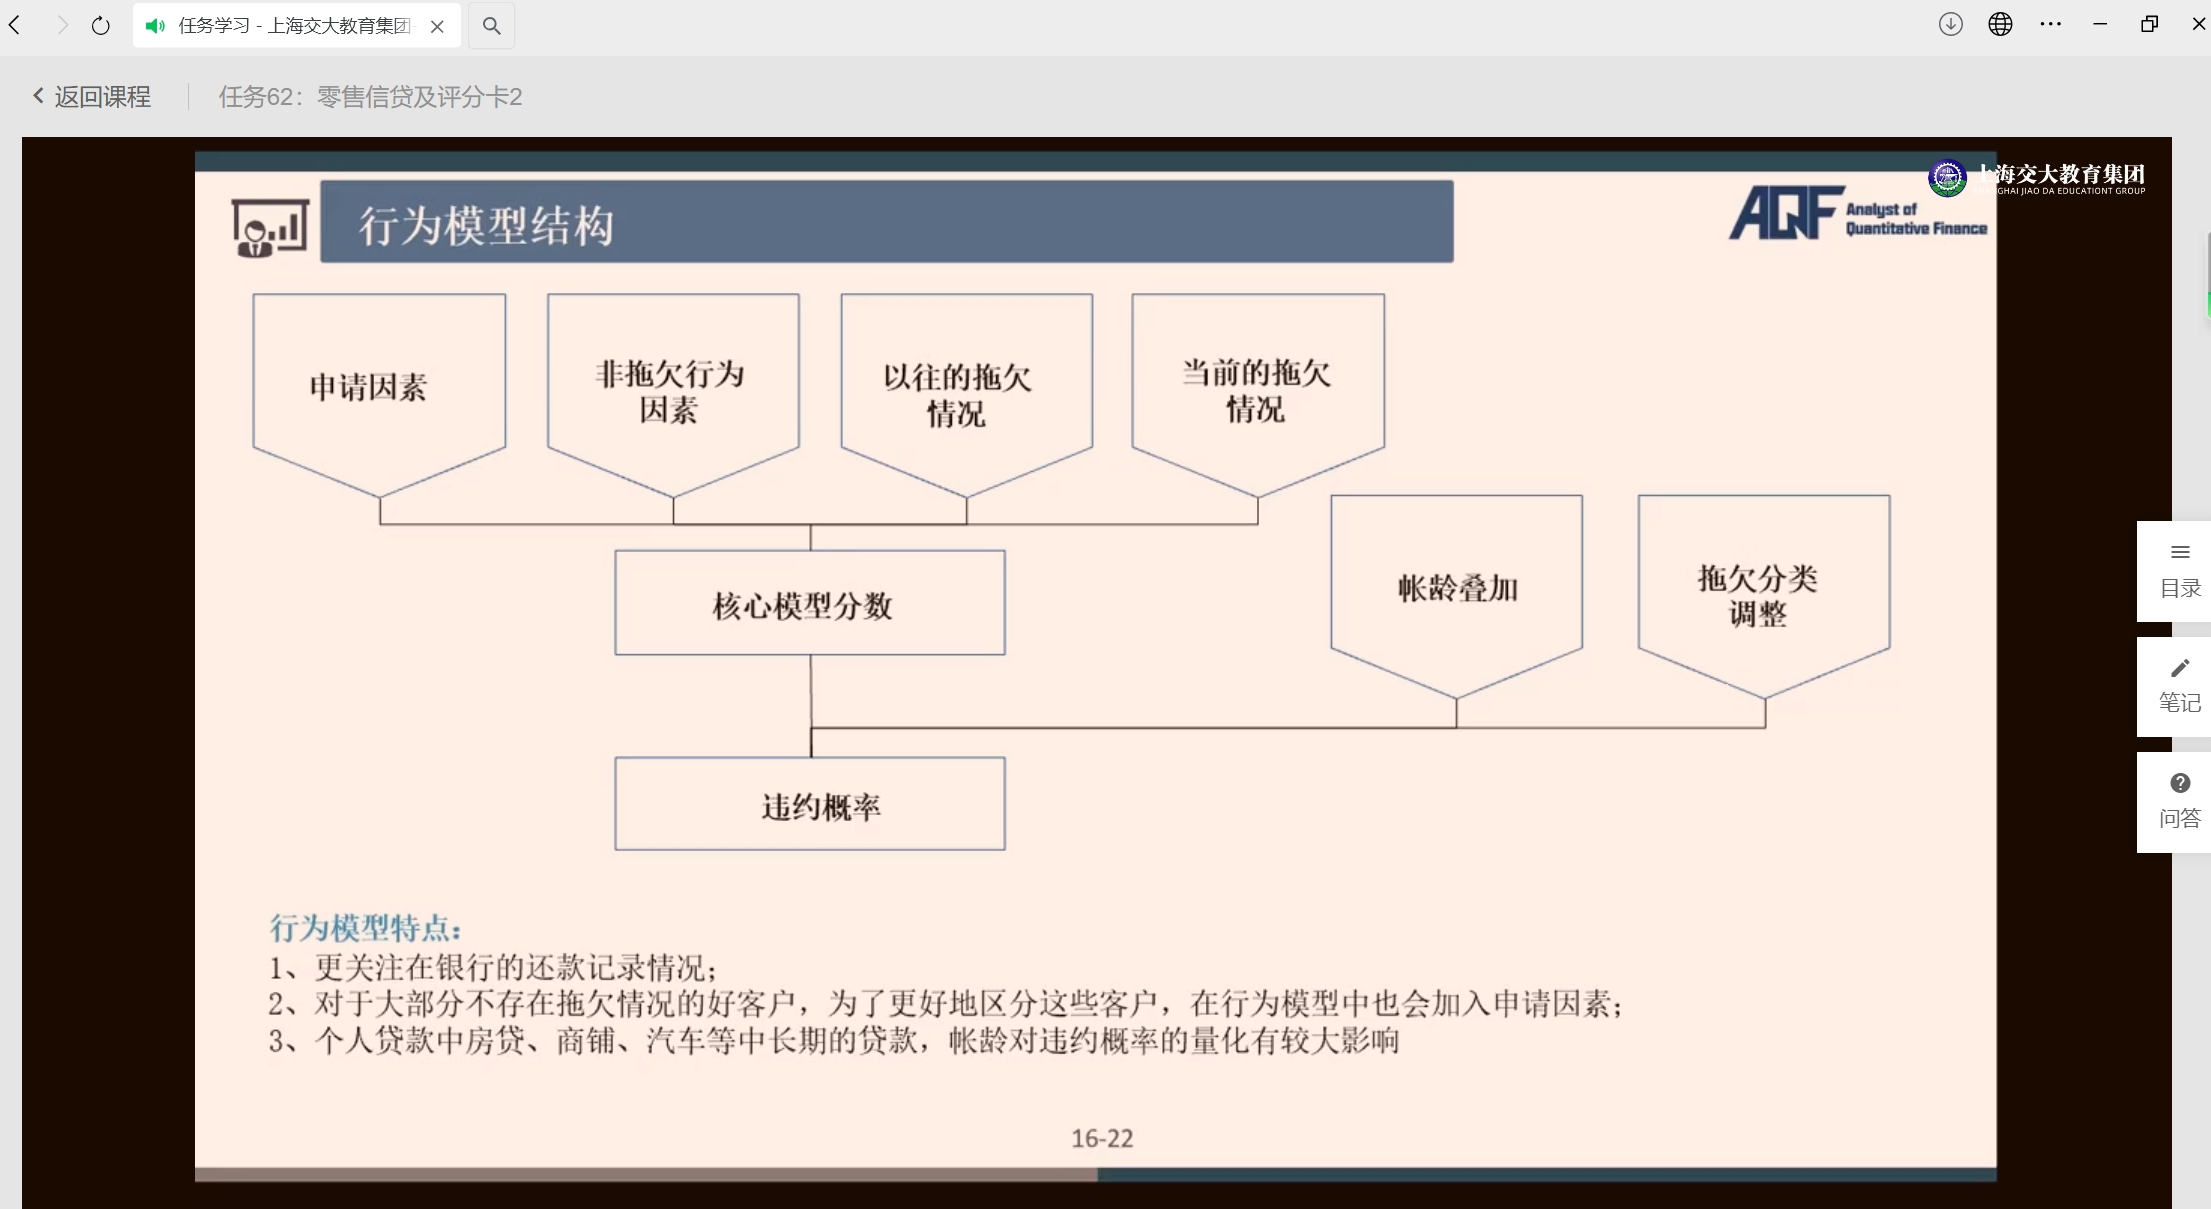 任务学习 - 上海交大教育集团
返回课程
任务62：零售信贷及评分卡2
上海交大教育集团
GHAI JIAO DA EDUCATIONT GROUP
行为模型结构
AQF Analyst of
Quantitative Finance
申请因素
非拖欠行为
因素
以往的拖欠
情况
当前的拖欠
情况
核心模型分数
帐龄叠加
拖欠分类
调整
违约概率
目录
笔记
问答
行为模型特点:
1、更关注在银行的还款记录情况；
2、对于大部分不存在拖欠情况的好客户，为了更好地区分这些客户，在行为模型中也会加入申请因素；
3、个人贷款中房贷、商铺、汽车等中长期的贷款，帐龄对违约概率的量化有较大影响
16-22